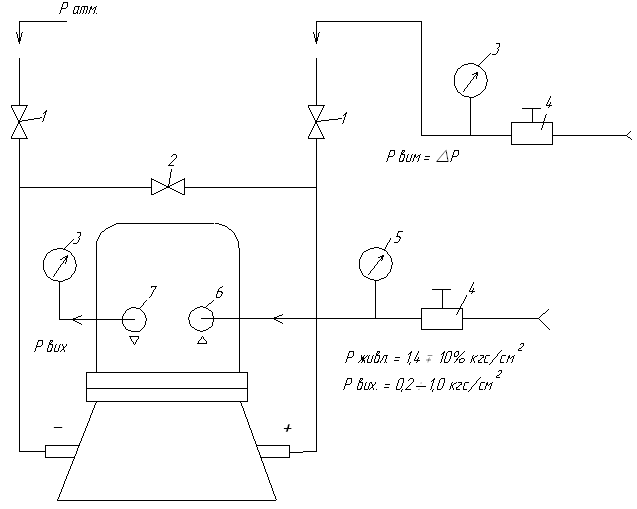 Р атм.
3
4
1
1
Р вим = △Р
2
3
5
7
6
4
Р вих
Р живл. = 1,4 ∓ 10% кгс/см²
Р вих. = 0,2 ÷ 1,0 кгс/см²
−
+